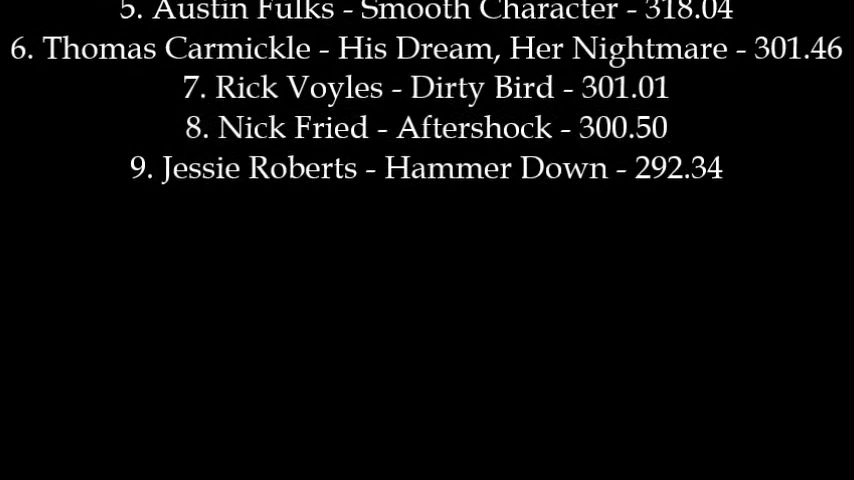 5. Austin Fulks - Smooth Character - 318.04
6. Thomas Carmickle - His Dream, Her Nightmare - 301.46
7. Rick Voyles - Dirty Bird - 301.01
8. Nick Fried - Aftershock - 300.50
9. Jessie Roberts - Hammer Down - 292.34